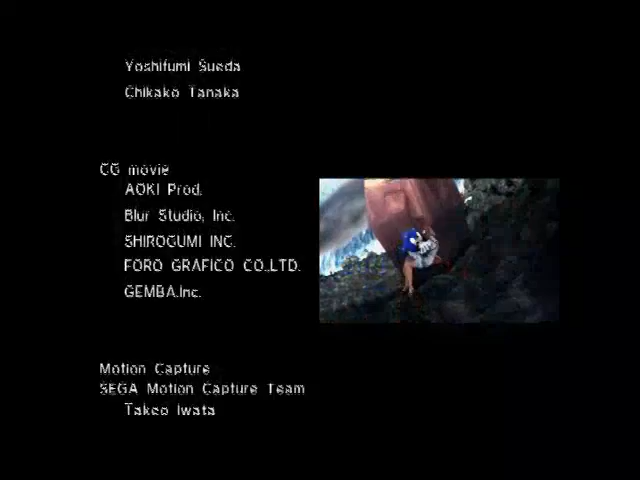 Yoshifumi Sueda
Chikako Tanaka
CG movie
AOKI Prod.
Blur Studio, Inc.
SHIROGUMI INC.
FORO GRAFICO CO.,LTD.
GEMBA.Inc.
Motion Capture
SEGA Motion Capture Team
Takeo Iwata